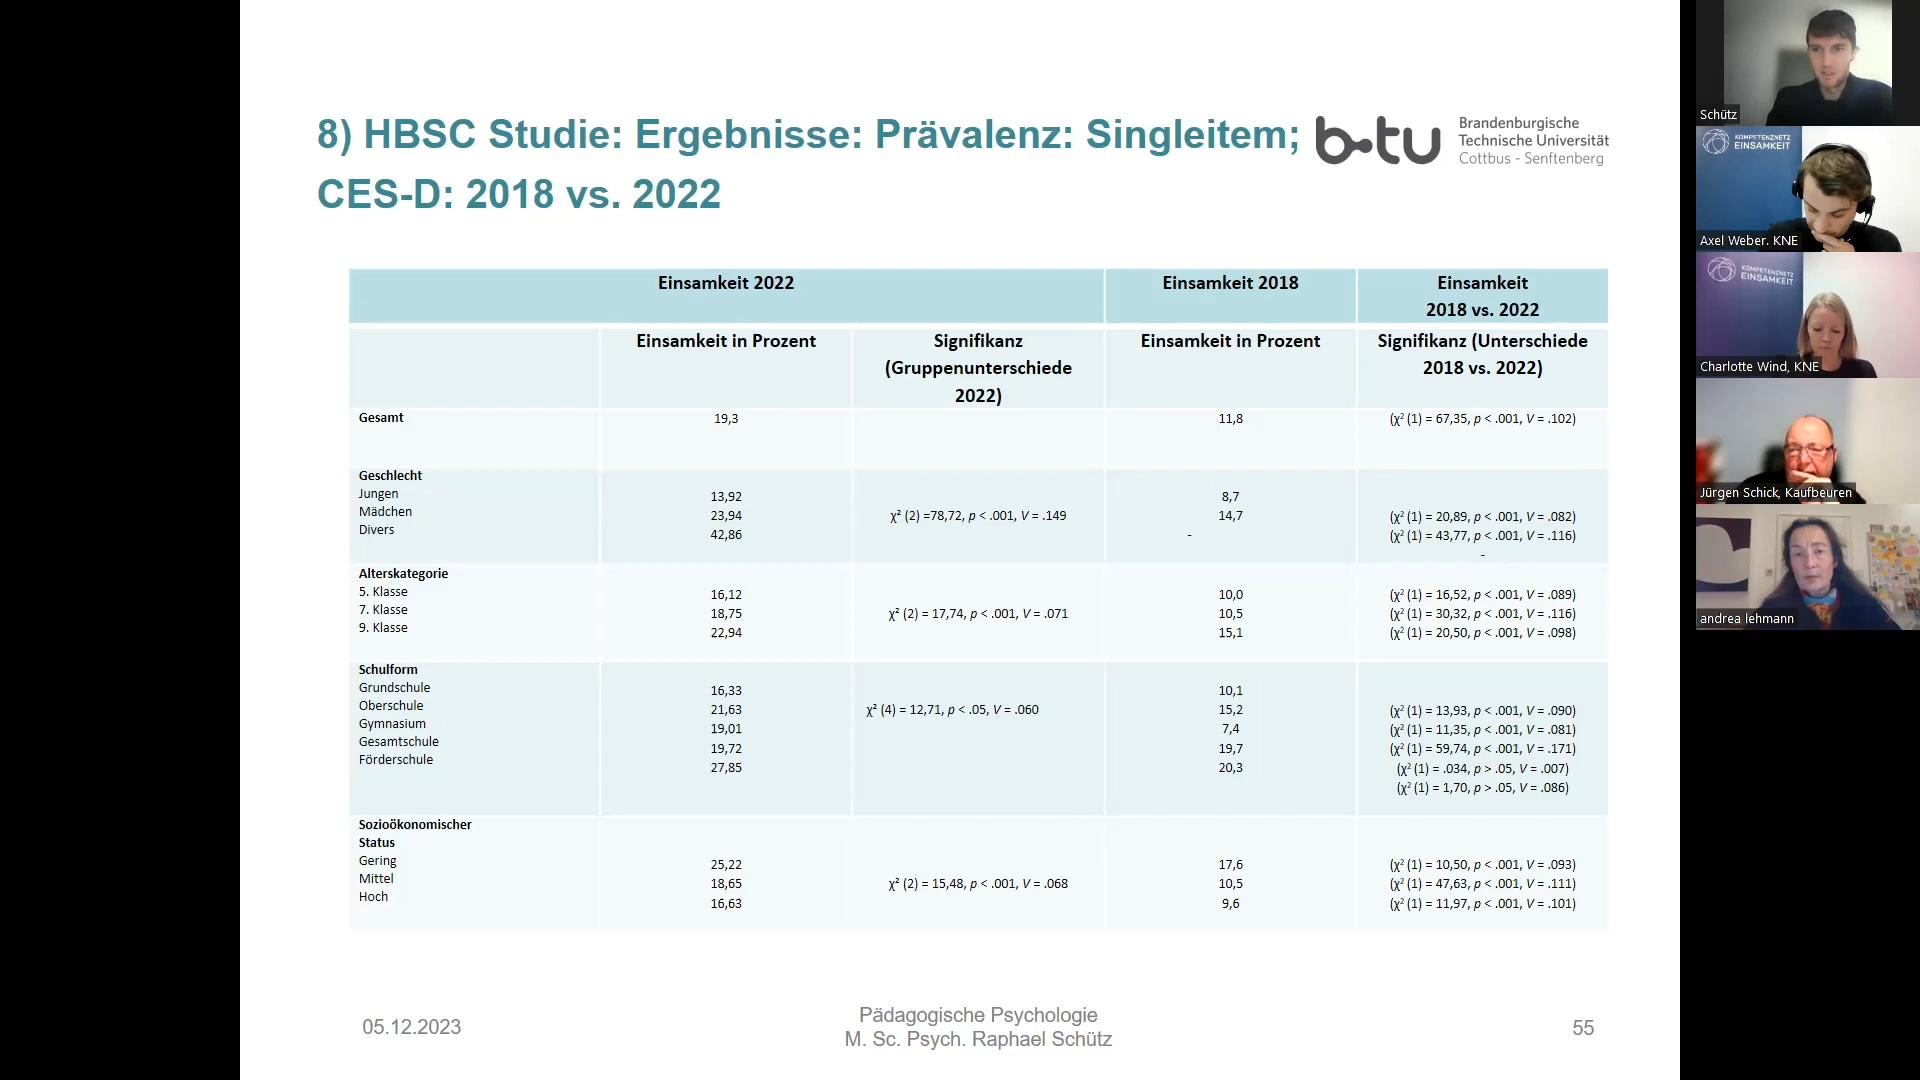 8) HBSC Studie: Ergebnisse: Prävalenz: Singleitem;
CES-D: 2018 vs. 2022
b-tu
Brandenburgische
Technische Universität
Cottbus - Senftenberg
Einsamkeit 2022
Einsamkeit 2018
Einsamkeit
2018 vs. 2022
Einsamkeit in Prozent
Signifikanz
(Gruppenunterschiede
2022)
Einsamkeit in Prozent
Signifikanz (Unterschiede
2018 vs. 2022)
Gesamt
19,3
11,8
(χ² (1) = 67,35, p < .001, V = .102)
Geschlecht
Jungen
Mädchen
Divers
13,92
23,94
42,86
χ² (2) =78,72, p < .001, V = .149
8,7
14,7
-
(χ² (1) = 20,89, p < .001, V = .082)
(χ² (1) = 43,77, p < .001, V = .116)
-
Alterskategorie
5. Klasse
7. Klasse
9. Klasse
16,12
18,75
22,94
χ² (2) = 17,74, p < .001, V = .071
10,0
10,5
15,1
(χ² (1) = 16,52, p < .001, V = .089)
(χ² (1) = 30,32, p < .001, V = .116)
(χ² (1) = 20,50, p < .001, V = .098)
Schulform
Grundschule
Oberschule
Gymnasium
Gesamtschule
Förderschule
16,33
21,63
19,01
19,72
27,85
χ² (4) = 12,71, p < .05, V = .060
10,1
15,2
7,4
19,7
20,3
(χ² (1) = 13,93, p < .001, V = .090)
(χ² (1) = 11,35, p < .001, V = .081)
(χ² (1) = 59,74, p < .001, V = .171)
(χ² (1) = .034, p > .05, V = .007)
(χ² (1) = 1,70, p > .05, V = .086)
Sozioökonomischer
Status
Gering
Mittel
Hoch
25,22
18,65
16,63
χ² (2) = 15,48, p < .001, V = .068
17,6
10,5
9,6
(χ² (1) = 10,50, p < .001, V = .093)
(χ² (1) = 47,63, p < .001, V = .111)
(χ² (1) = 11,97, p < .001, V = .101)
05.12.2023
Pädagogische Psychologie
M. Sc. Psych. Raphael Schütz
55
Schütz
KOMPETENZNETZ
EINSAMKEIT
Axel Weber. KNE
KOMPETENZNETZ
EINSAMKEIT
Charlotte Wind, KNE
Jürgen Schick, Kaufbeuren
andrea lehmann